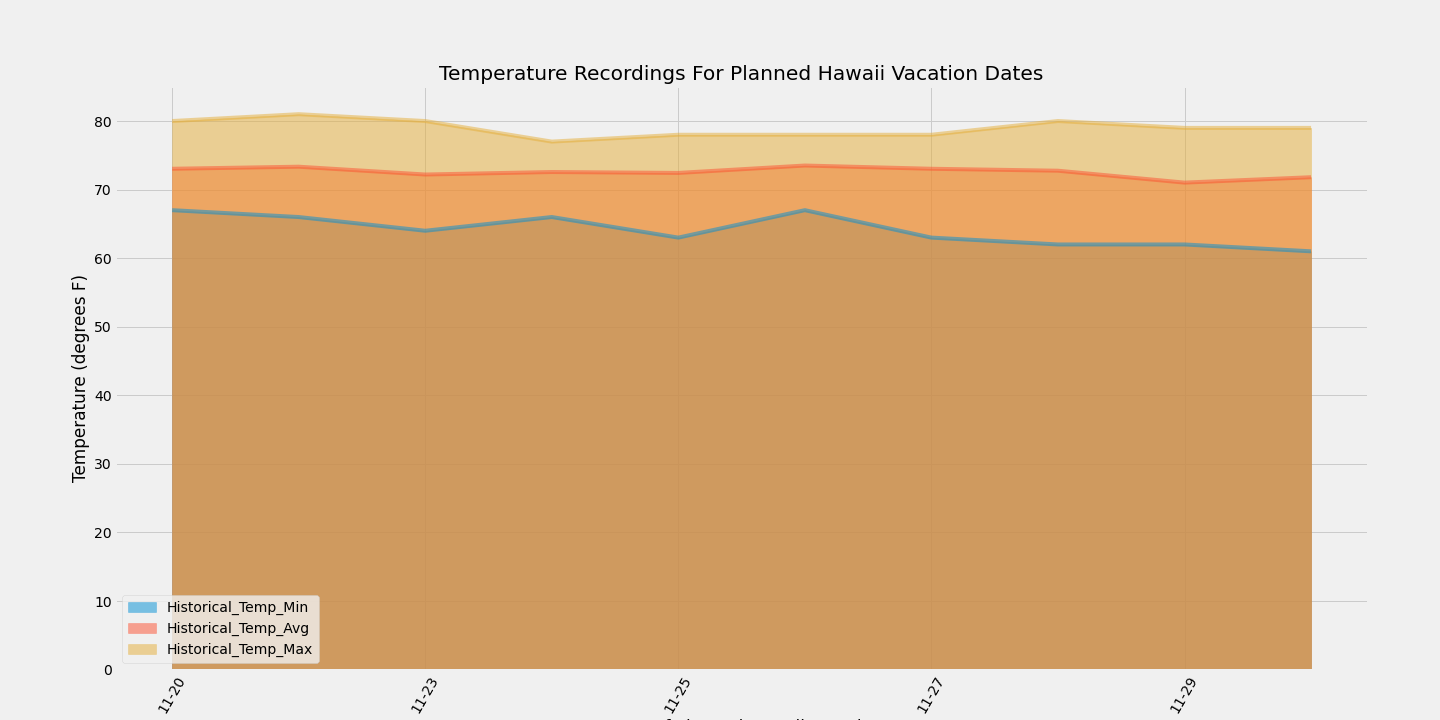 Temperature Recordings For Planned Hawaii Vacation Dates
Temperature (degrees F)
80
70
60
50
40
30
20
10
0
Historical_Temp_Min
Historical_Temp_Avg
Historical_Temp_Max
11-20
11-23
11-25
11-27
11-29